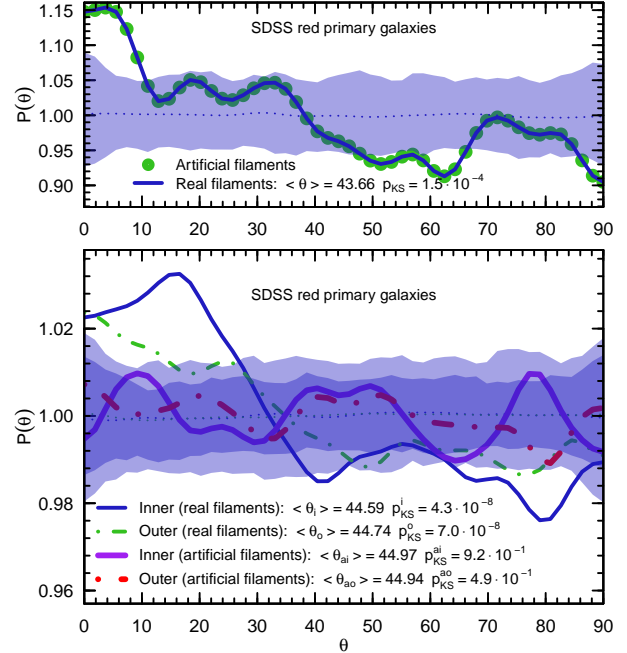 1.15
1.10
1.05
1.00
0.95
0.90
P(θ)
SDSS red primary galaxies
Artificial filaments
Real filaments: < θ > = 43.66 p_KS = 1.5 · 10^-4
0 10 20 30 40 50 60 70 80 90
1.02
1.00
0.98
0.96
P(θ)
SDSS red primary galaxies
Inner (real filaments): < θ_i > = 44.59 p^i_KS = 4.3 · 10^-8
Outer (real filaments): < θ_o > = 44.74 p^o_KS = 7.0 · 10^-8
Inner (artificial filaments): < θ_ai > = 44.97 p^ai_KS = 9.2 · 10^-1
Outer (artificial filaments): < θ_ao > = 44.94 p^ao_KS = 4.9 · 10^-1
0 10 20 30 40 50 60 70 80 90
θ